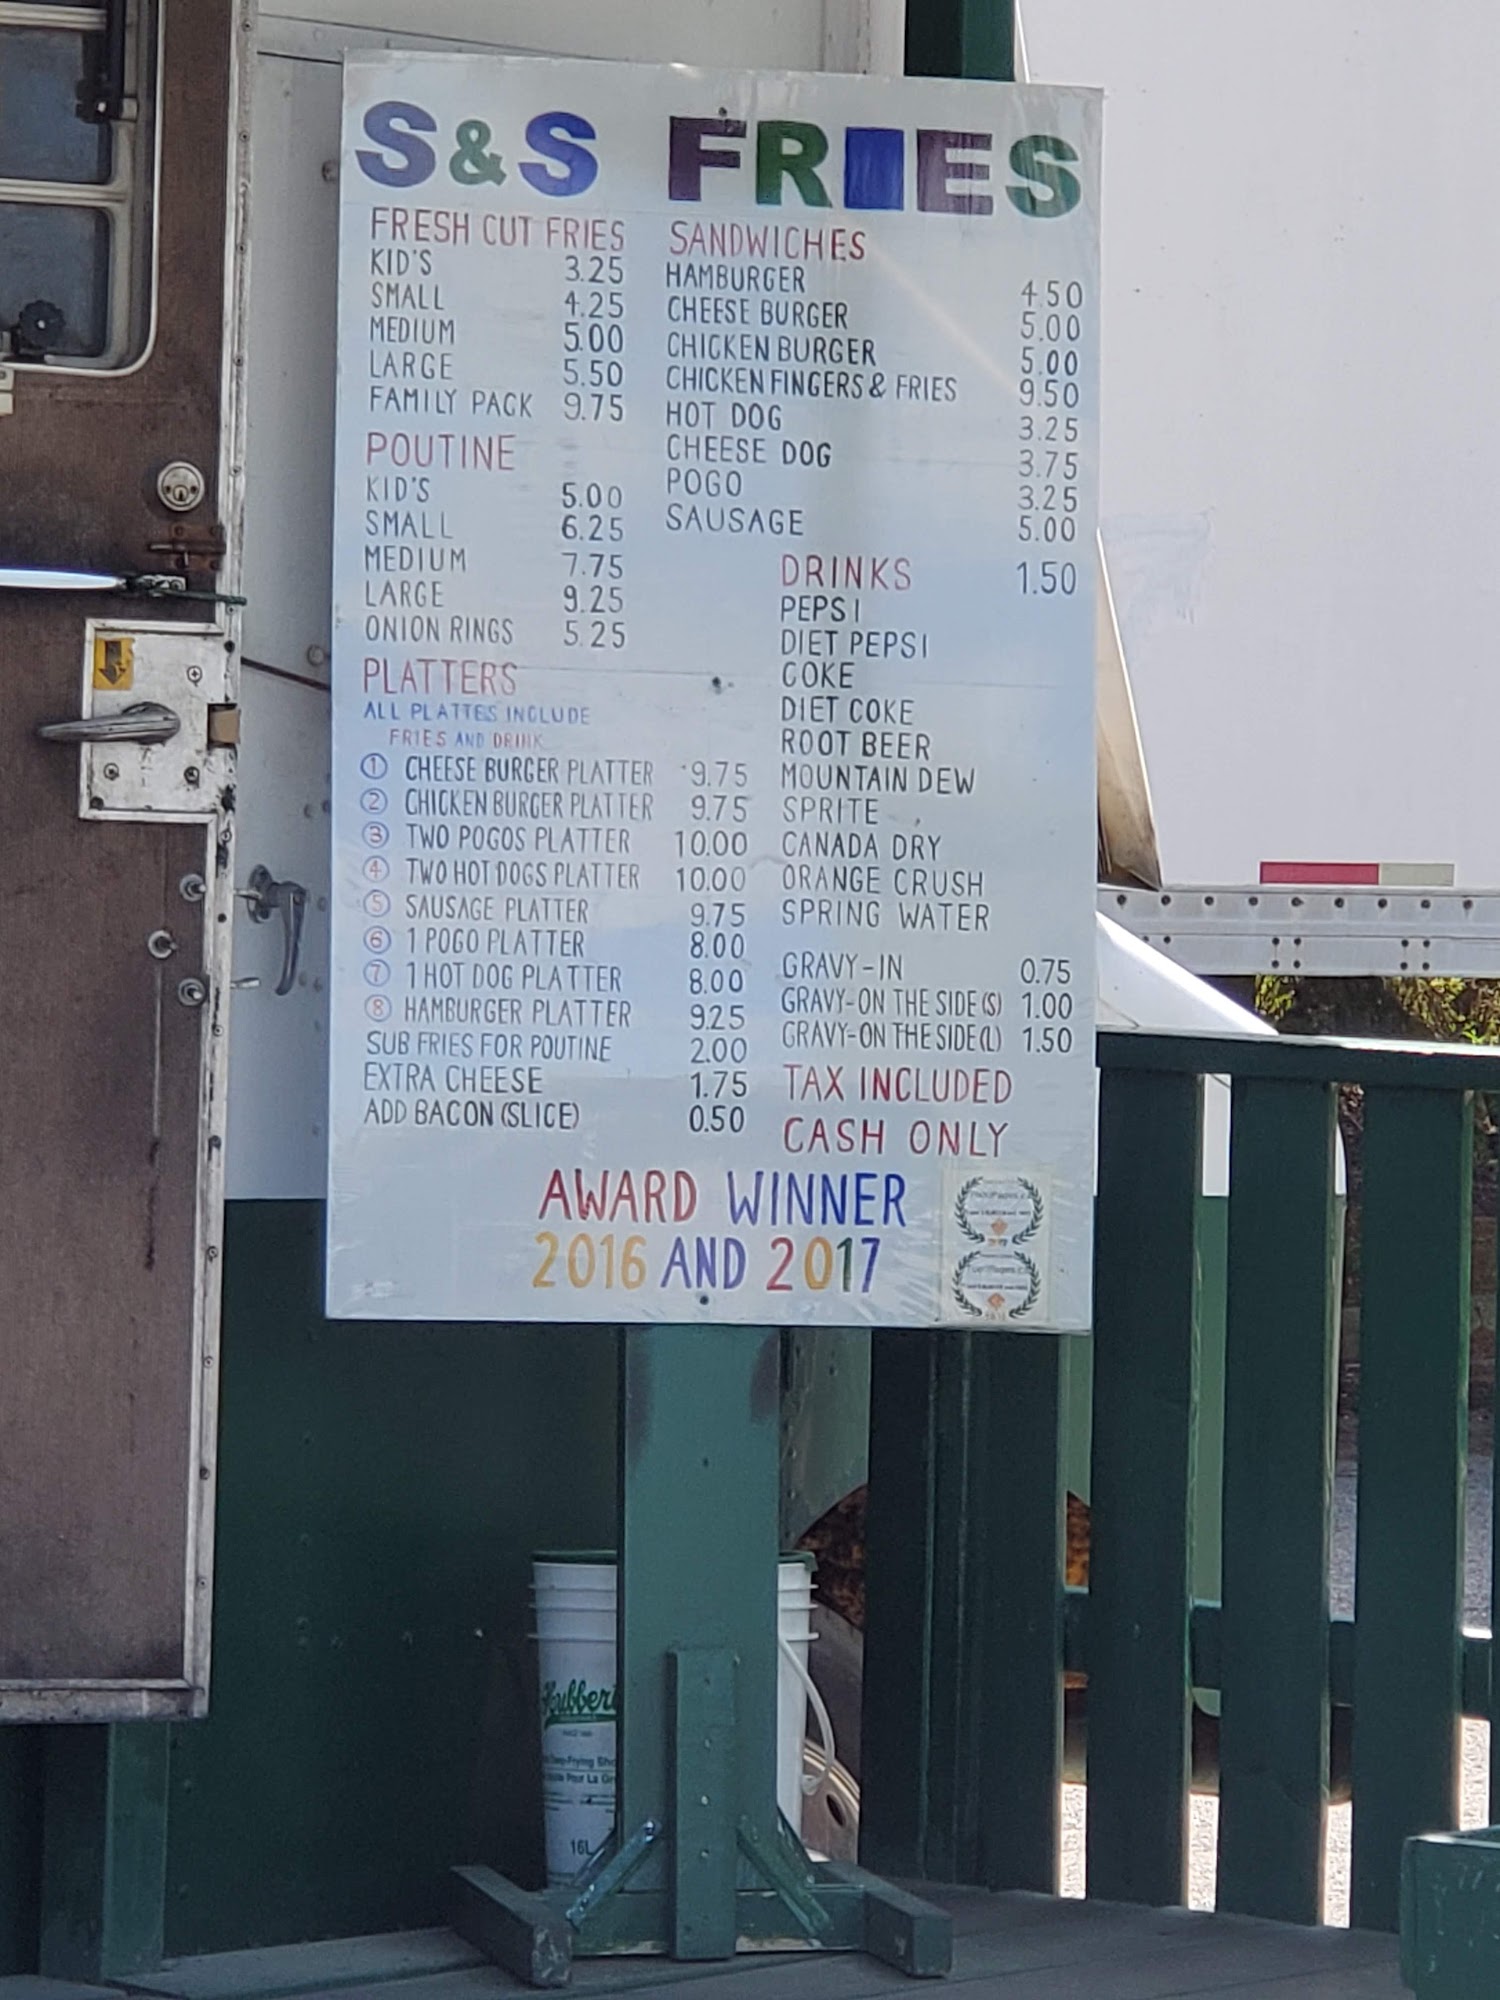 S&S FRIES
FRESH CUT FRIES
KID'S 3.25
SMALL 4.25
MEDIUM 5.00
LARGE 5.50
FAMILY PACK 9.75
POUTINE
KID'S 5.00
SMALL 6.25
MEDIUM 7.75
LARGE 9.25
ONION RINGS 5.25
PLATTERS
ALL PLATTES INCLUDE
FRIES AND DRINK
1 CHEESE BURGER PLATTER 9.75
2 CHICKEN BURGER PLATTER 9.75
3 TWO POGOS PLATTER 10.00
4 TWO HOT DOGS PLATTER 10.00
5 SAUSAGE PLATTER 9.75
6 1 POGO PLATTER 8.00
7 1 HOT DOG PLATTER 8.00
8 HAMBURGER PLATTER 9.25
SUB FRIES FOR POUTINE 2.00
EXTRA CHEESE 1.75
ADD BACON (SLICE) 0.50
SANDWICHES
HAMBURGER 4.50
CHEESE BURGER 5.00
CHICKEN BURGER 5.00
CHICKEN FINGERS & FRIES 9.50
HOT DOG 3.25
CHEESE DOG 3.75
POGO 3.25
SAUSAGE 5.00
DRINKS 1.50
PEPSI
DIET PEPSI
COKE
DIET COKE
ROOT BEER
MOUNTAIN DEW
SPRITE
CANADA DRY
ORANGE CRUSH
SPRING WATER
GRAVY-IN 0.75
GRAVY-ON THE SIDE (S) 1.00
GRAVY-ON THE SIDE (L) 1.50
TAX INCLUDED
CASH ONLY
AWARD WINNER
2016 AND 2017
16L